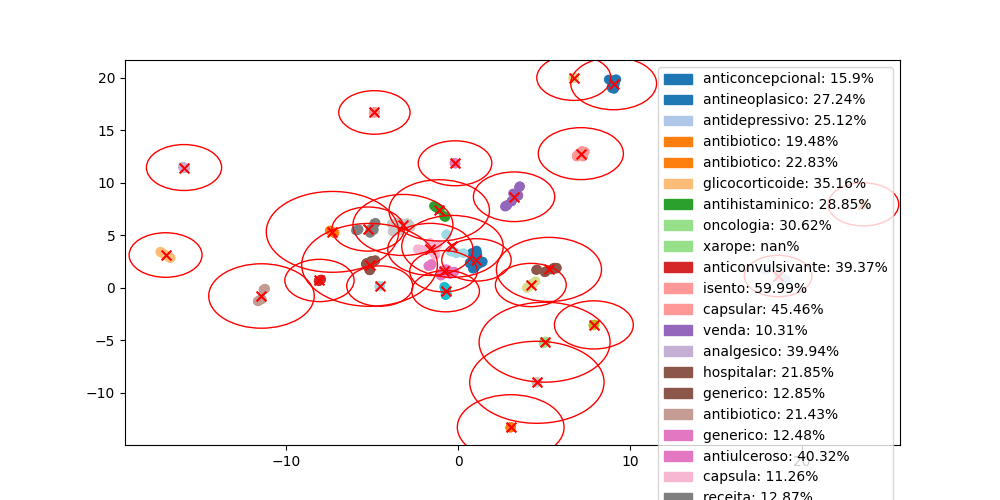 20
15
10
5
0
−5
−10
−10
0
10
20
anticoncepcional: 15.9%
antineoplasico: 27.24%
antidepressivo: 25.12%
antibiotico: 19.48%
antibiotico: 22.83%
glicocorticoide: 35.16%
antihistaminico: 28.85%
oncologia: 30.62%
xarope: nan%
anticonvulsivante: 39.37%
isento: 59.99%
capsular: 45.46%
venda: 10.31%
analgesico: 39.94%
hospitalar: 21.85%
generico: 12.85%
antibiotico: 21.43%
generico: 12.48%
antiulceroso: 40.32%
capsula: 11.26%
receita: 12.87%